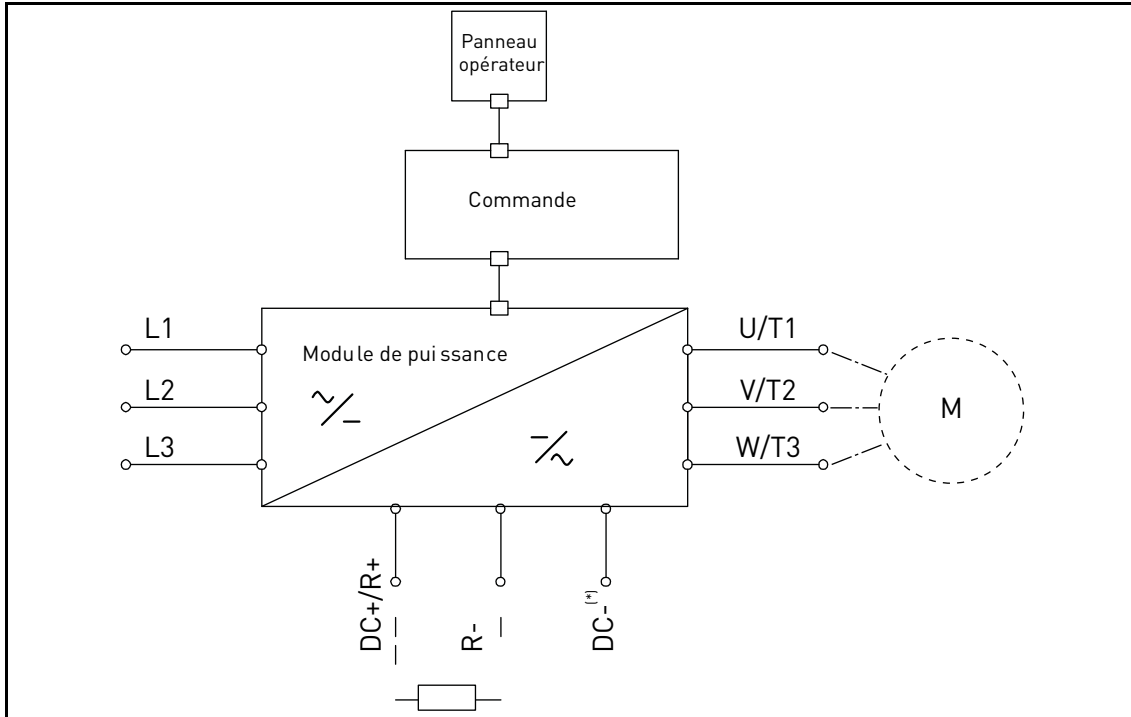 Panneau
opérateur
Commande
L1
L2
L3
Module de puissance
U/T1
V/T2
W/T3
M
DC+/R+
R-
DC-(*)